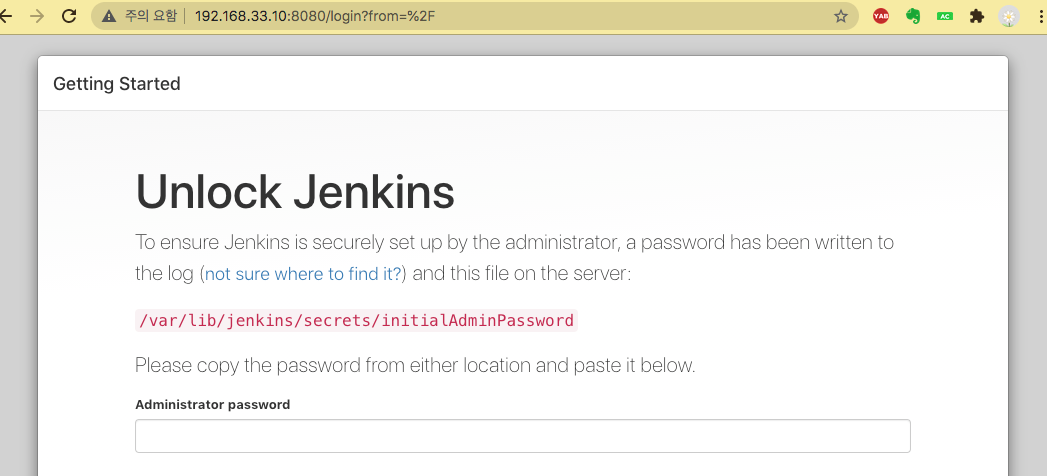 주의 요함 192.168.33.10:8080/login?from=%2F YAB AC
Getting Started
Unlock Jenkins
To ensure Jenkins is securely set up by the administrator, a password has been written to
the log (not sure where to find it?) and this file on the server:
/var/lib/jenkins/secrets/initialAdminPassword
Please copy the password from either location and paste it below.
Administrator password